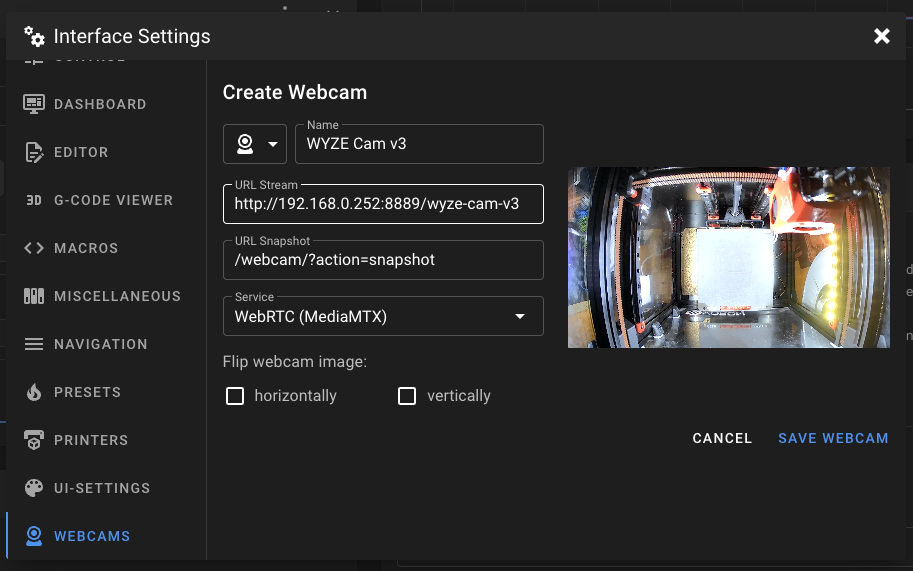 Interface Settings
CONTROL
DASHBOARD
EDITOR
3D G-CODE VIEWER
MACROS
MISCELLANEOUS
NAVIGATION
PRESETS
PRINTERS
UI-SETTINGS
WEBCAMS
Create Webcam
Name
WYZE Cam v3
URL Stream
http://192.168.0.252:8889/wyze-cam-v3
URL Snapshot
/webcam/?action=snapshot
Service
WebRTC (MediaMTX)
Flip webcam image:
horizontally
vertically
CANCEL
SAVE WEBCAM